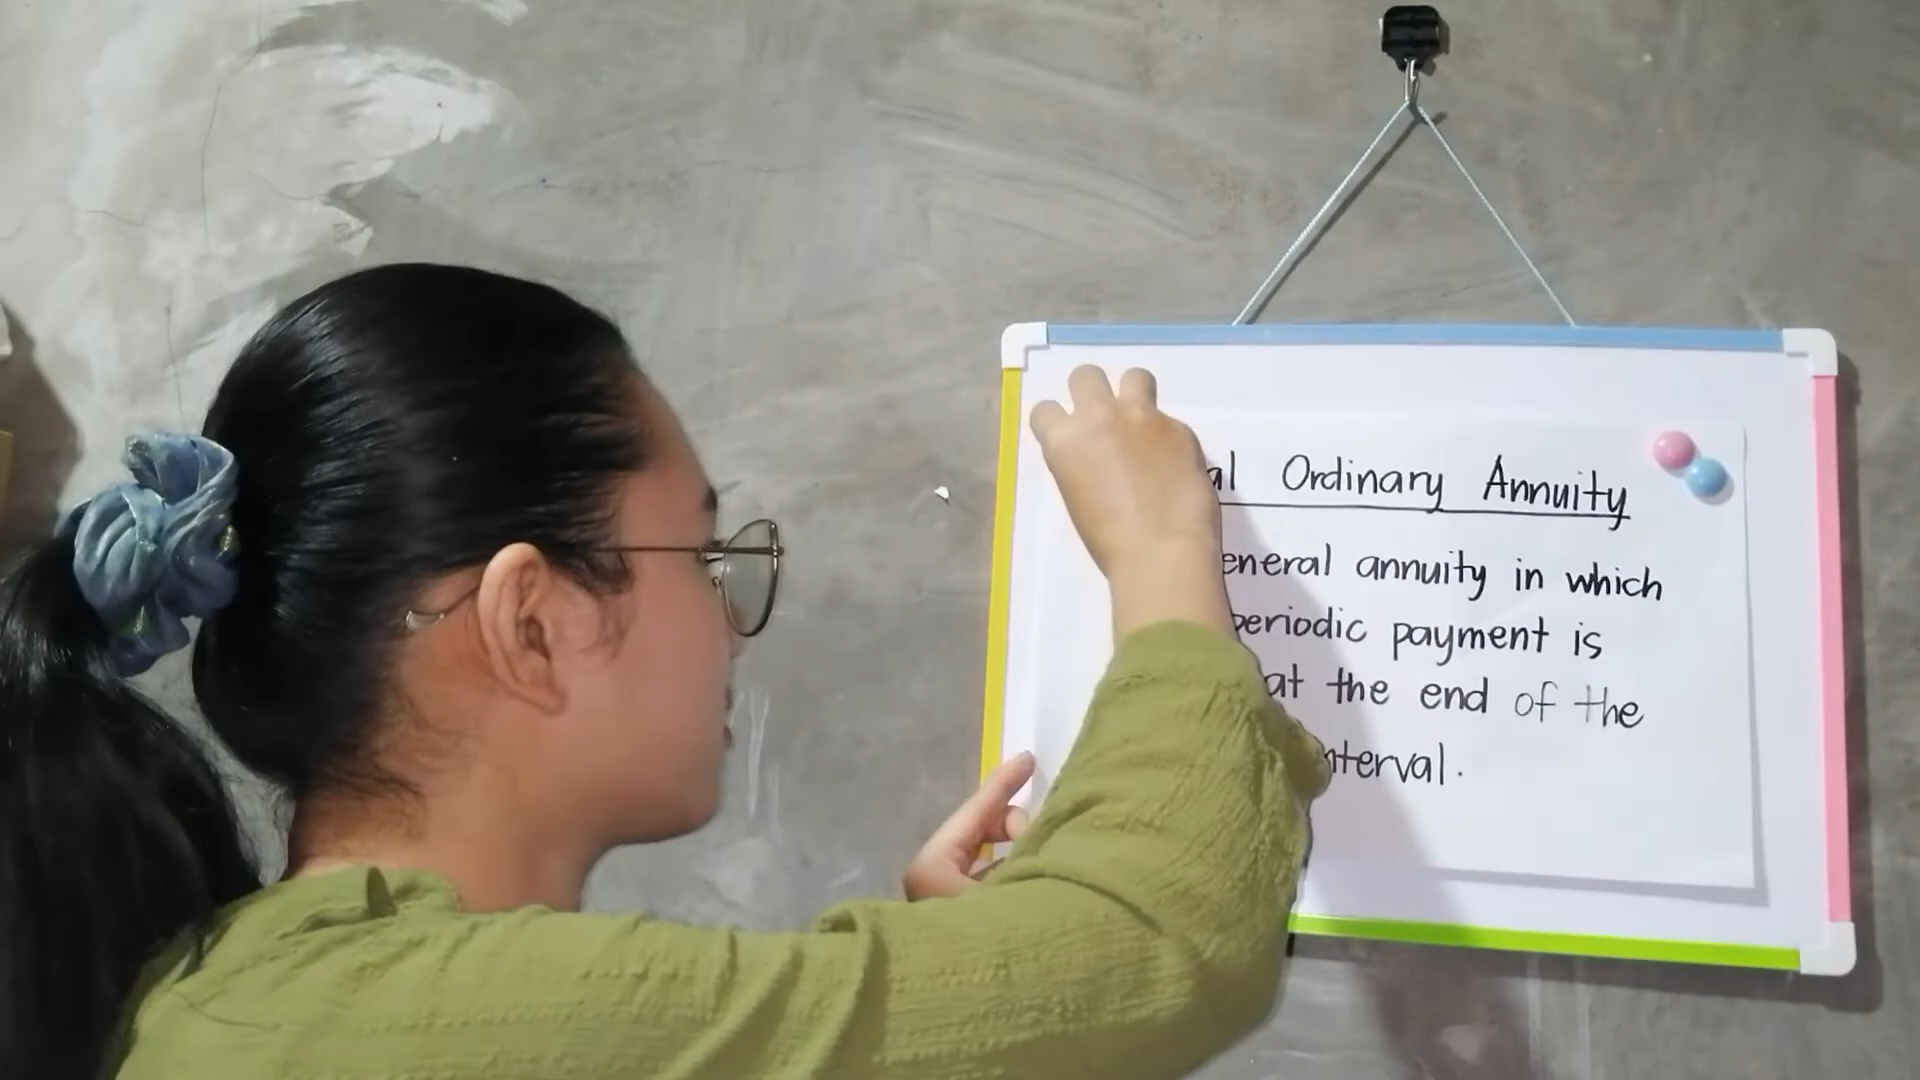 al Ordinary Annuity
eneral annuity in which
periodic payment is
at the end of the
nterval.